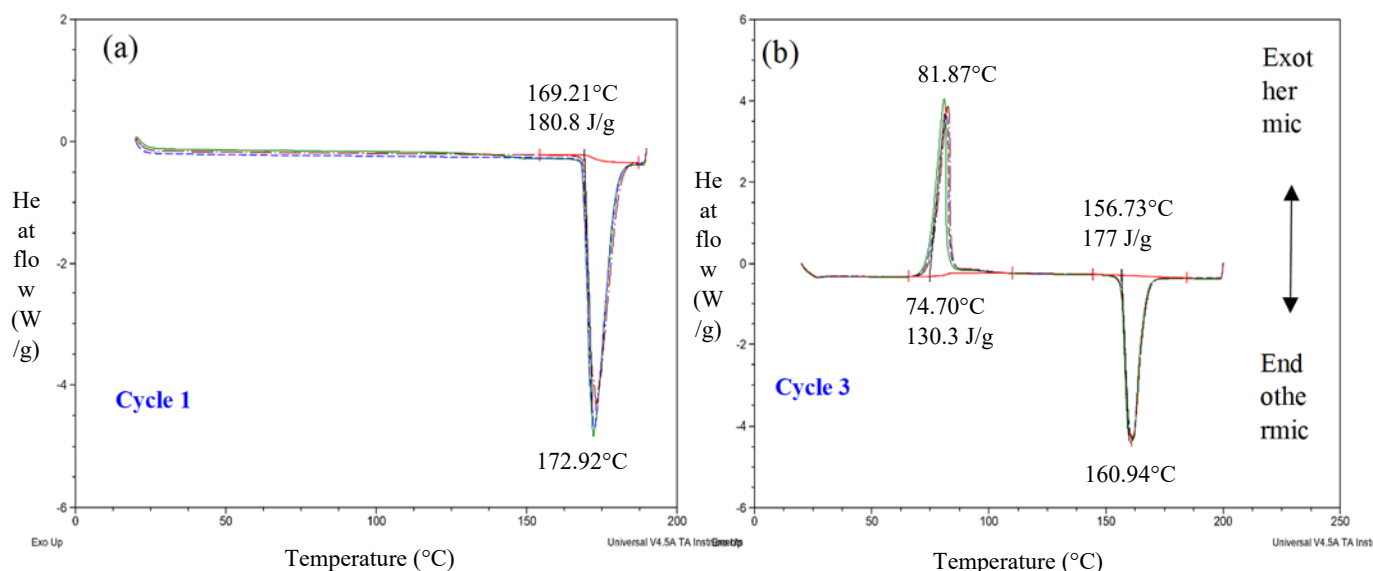 (a)
2
0
-2
-4
-6
He
at
flo
w
(W
/g)
169.21°C
180.8 J/g
Cycle 1
172.92°C
0
50
100
150
200
Exo Up
Temperature (°C)
(b)
6
4
2
0
-2
-4
-6
He
at
flo
w
(W
/g)
81.87°C
74.70°C
130.3 J/g
156.73°C
177 J/g
Cycle 3
160.94°C
Exot
her
mic
End
othe
rmic
0
50
100
150
200
250
Universal V4.5A TA
Universal V4.5A TA Inst
Temperature (°C)